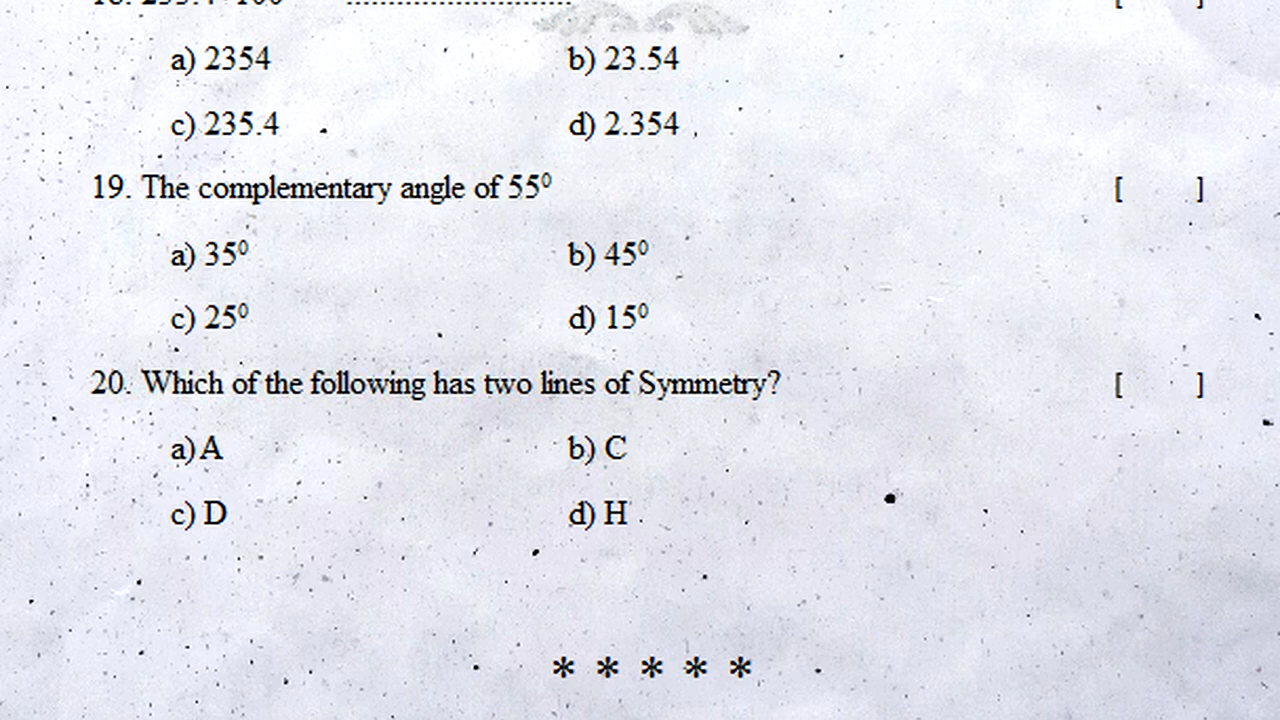 a) 2354 b) 23.54
c) 235.4 d) 2.354
19. The complementary angle of 55⁰ [ ]
a) 35⁰ b) 45⁰
c) 25⁰ d) 15⁰
20. Which of the following has two lines of Symmetry? [ ]
a) A b) C
c) D d) H
* * * * *